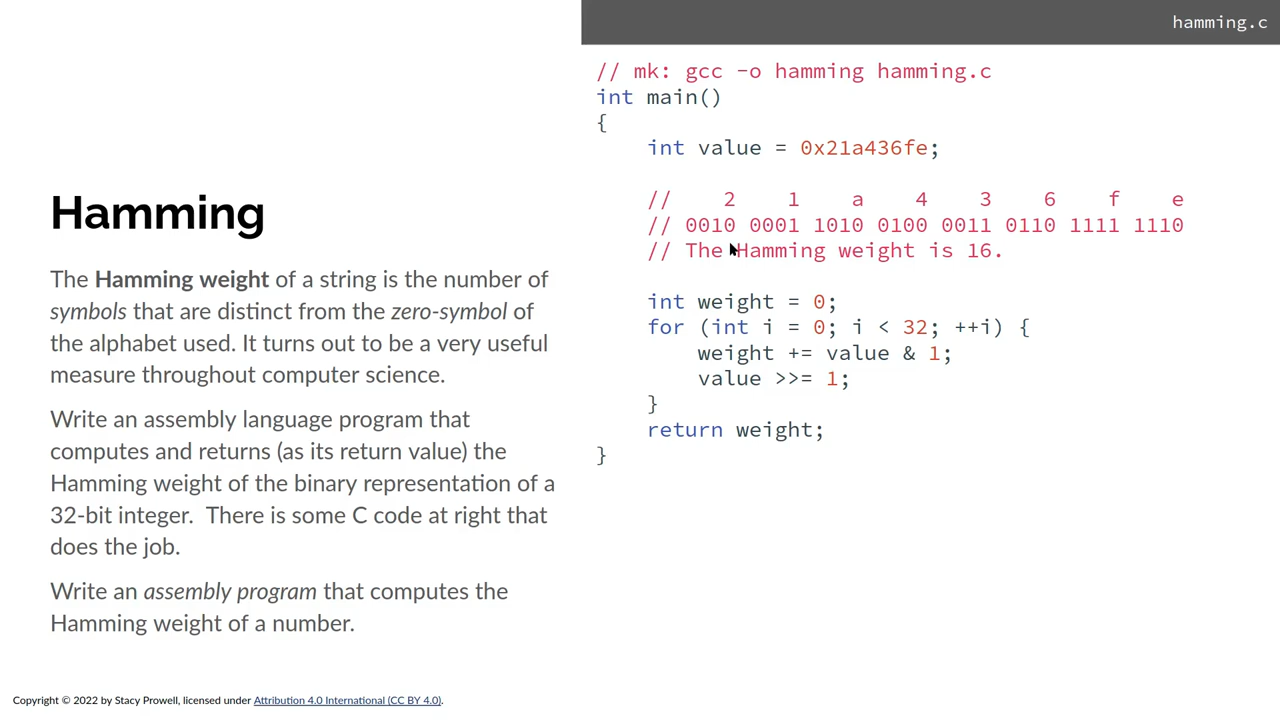 hamming.c
// mk: gcc -o hamming hamming.c
int main()
{
    int value = 0x21a436fe;
    //    2    1    a    4    3    6    f    e
    // 0010 0001 1010 0100 0011 0110 1111 1110
    // The Hamming weight is 16.
    int weight = 0;
    for (int i = 0; i < 32; ++i) {
        weight += value & 1;
        value >>= 1;
    }
    return weight;
}
Hamming
The Hamming weight of a string is the number of
symbols that are distinct from the zero-symbol of
the alphabet used. It turns out to be a very useful
measure throughout computer science.
Write an assembly language program that
computes and returns (as its return value) the
Hamming weight of the binary representation of a
32-bit integer.  There is some C code at right that
does the job.
Write an assembly program that computes the
Hamming weight of a number.
Copyright © 2022 by Stacy Prowell, licensed under Attribution 4.0 International (CC BY 4.0).